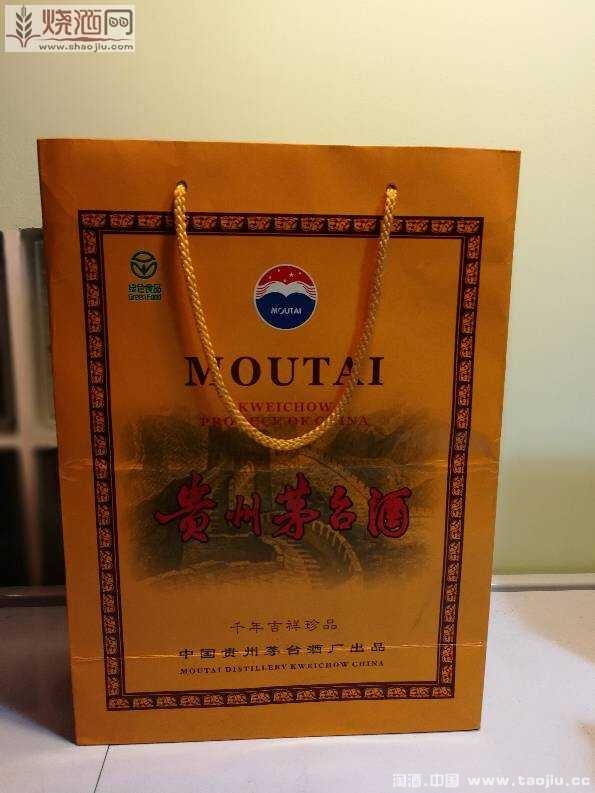 烧酒网
www.shaojiu.com
绿色食品
Green Food
MOUTAI
MOUTAI
KWEICHOW
OF CHINA
贵州茅台酒
千年吉祥珍品
中国贵州茅台酒厂出品
MOUTAI DISTILLERY KWEICHOW CHINA
淘酒.中国 www.taojiu.cc